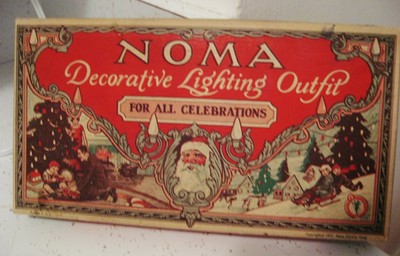 NOMA
Decorative Lighting Outfit
FOR ALL CELEBRATIONS